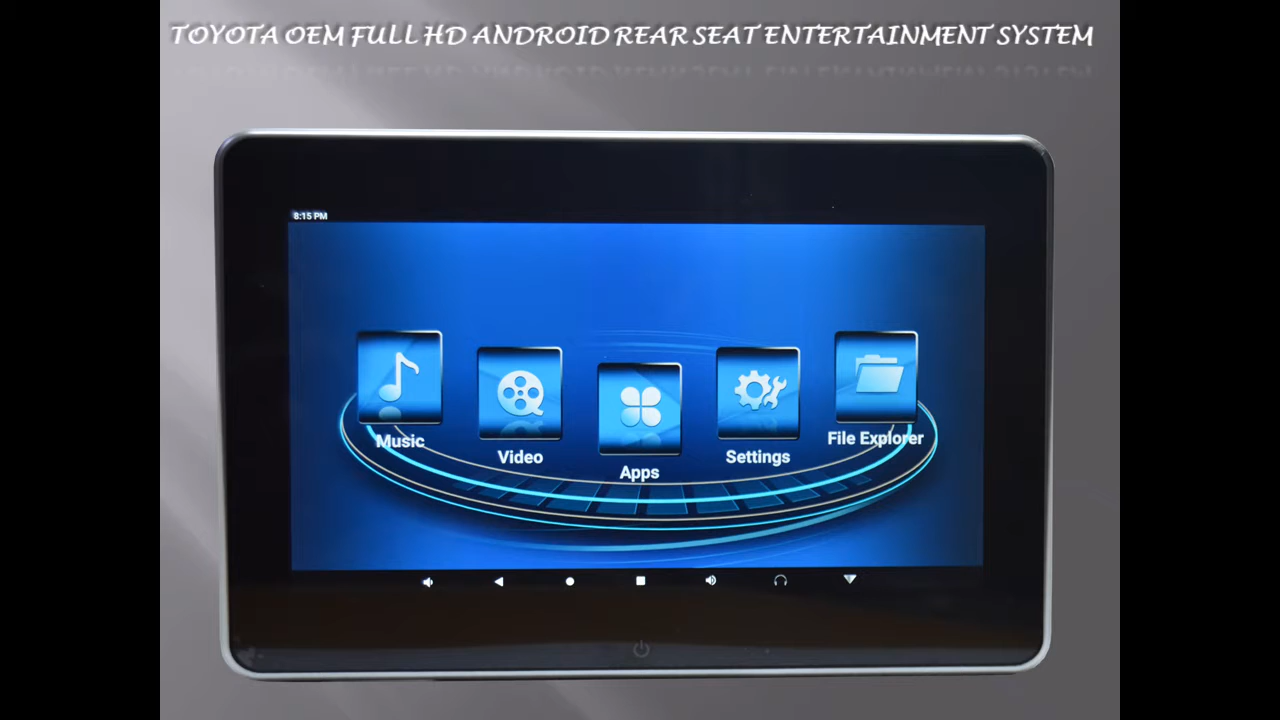 TOYOTA OEM FULL HD ANDROID REAR SEAT ENTERTAINMENT SYSTEM
8:15 PM
Music
Video
Apps
Settings
File Explorer